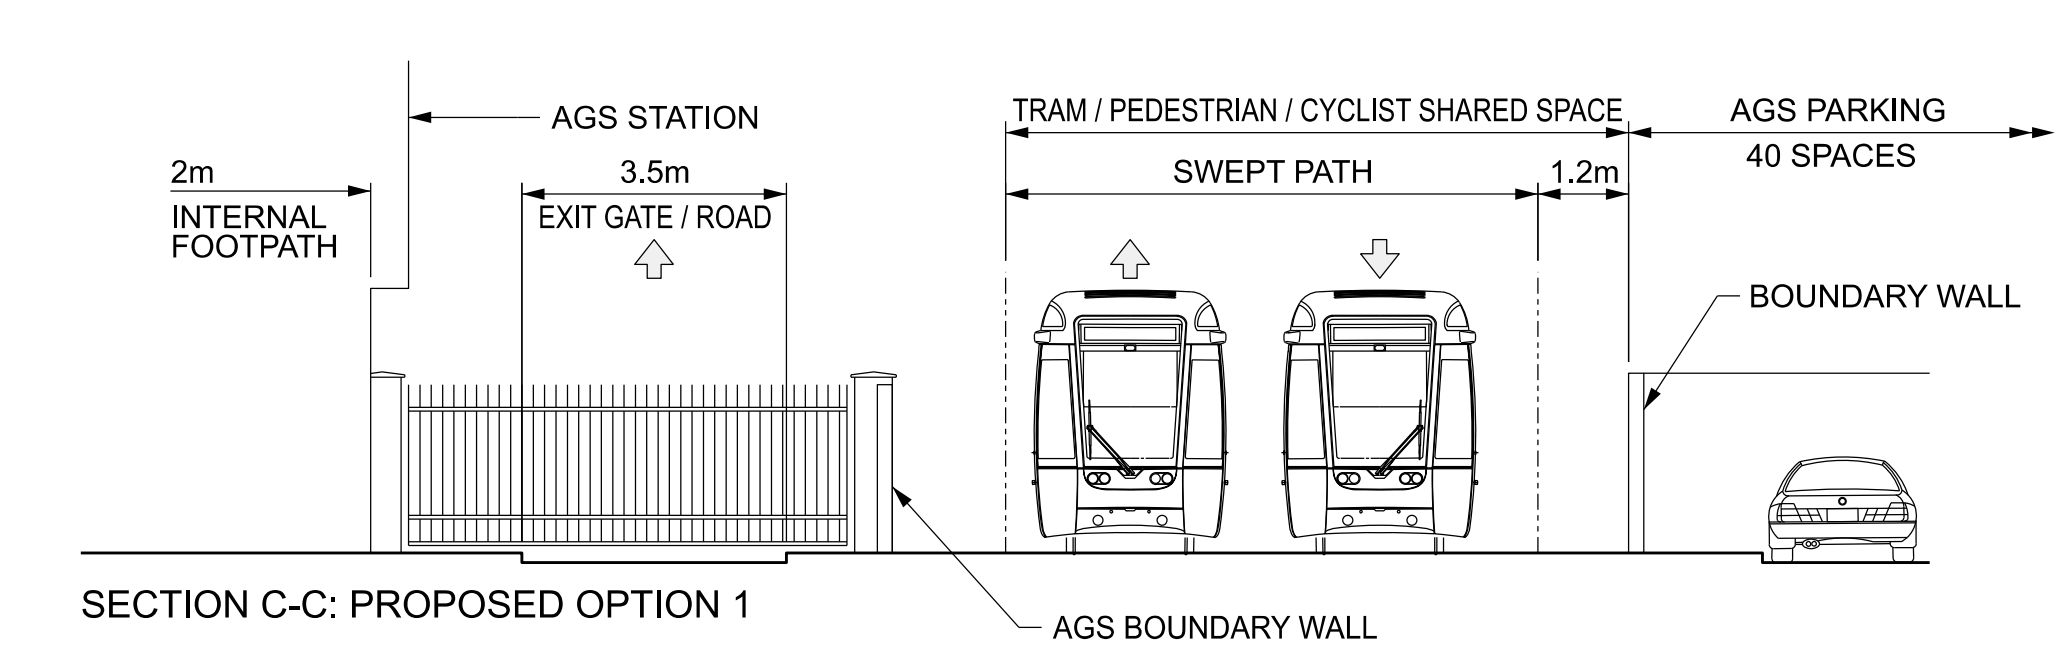 AGS STATION
TRAM / PEDESTRIAN / CYCLIST SHARED SPACE
AGS PARKING
40 SPACES
2m
INTERNAL
FOOTPATH
3.5m
EXIT GATE / ROAD
SWEPT PATH
1.2m
BOUNDARY WALL
SECTION C-C: PROPOSED OPTION 1
AGS BOUNDARY WALL